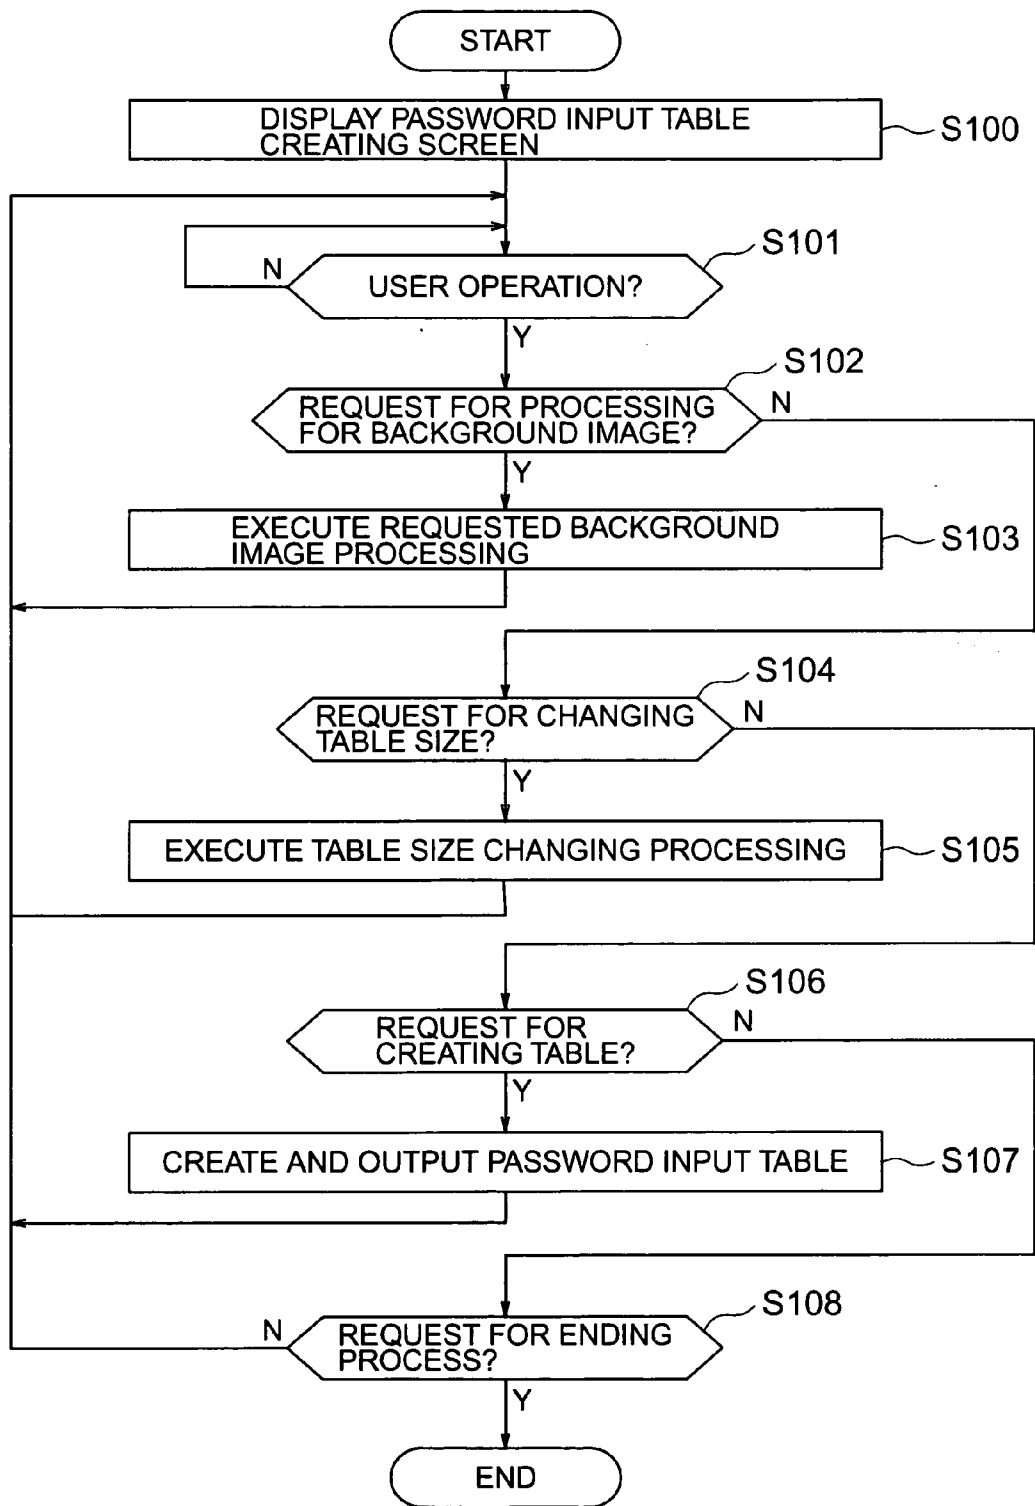 START
DISPLAY PASSWORD INPUT TABLE
CREATING SCREEN
S100
S101
N
USER OPERATION?
Y
S102
REQUEST FOR PROCESSING
FOR BACKGROUND IMAGE?
N
Y
EXECUTE REQUESTED BACKGROUND
IMAGE PROCESSING
S103
S104
REQUEST FOR CHANGING
TABLE SIZE?
N
Y
EXECUTE TABLE SIZE CHANGING PROCESSING
S105
S106
REQUEST FOR
CREATING TABLE?
N
Y
CREATE AND OUTPUT PASSWORD INPUT TABLE
S107
S108
N
REQUEST FOR ENDING
PROCESS?
Y
END